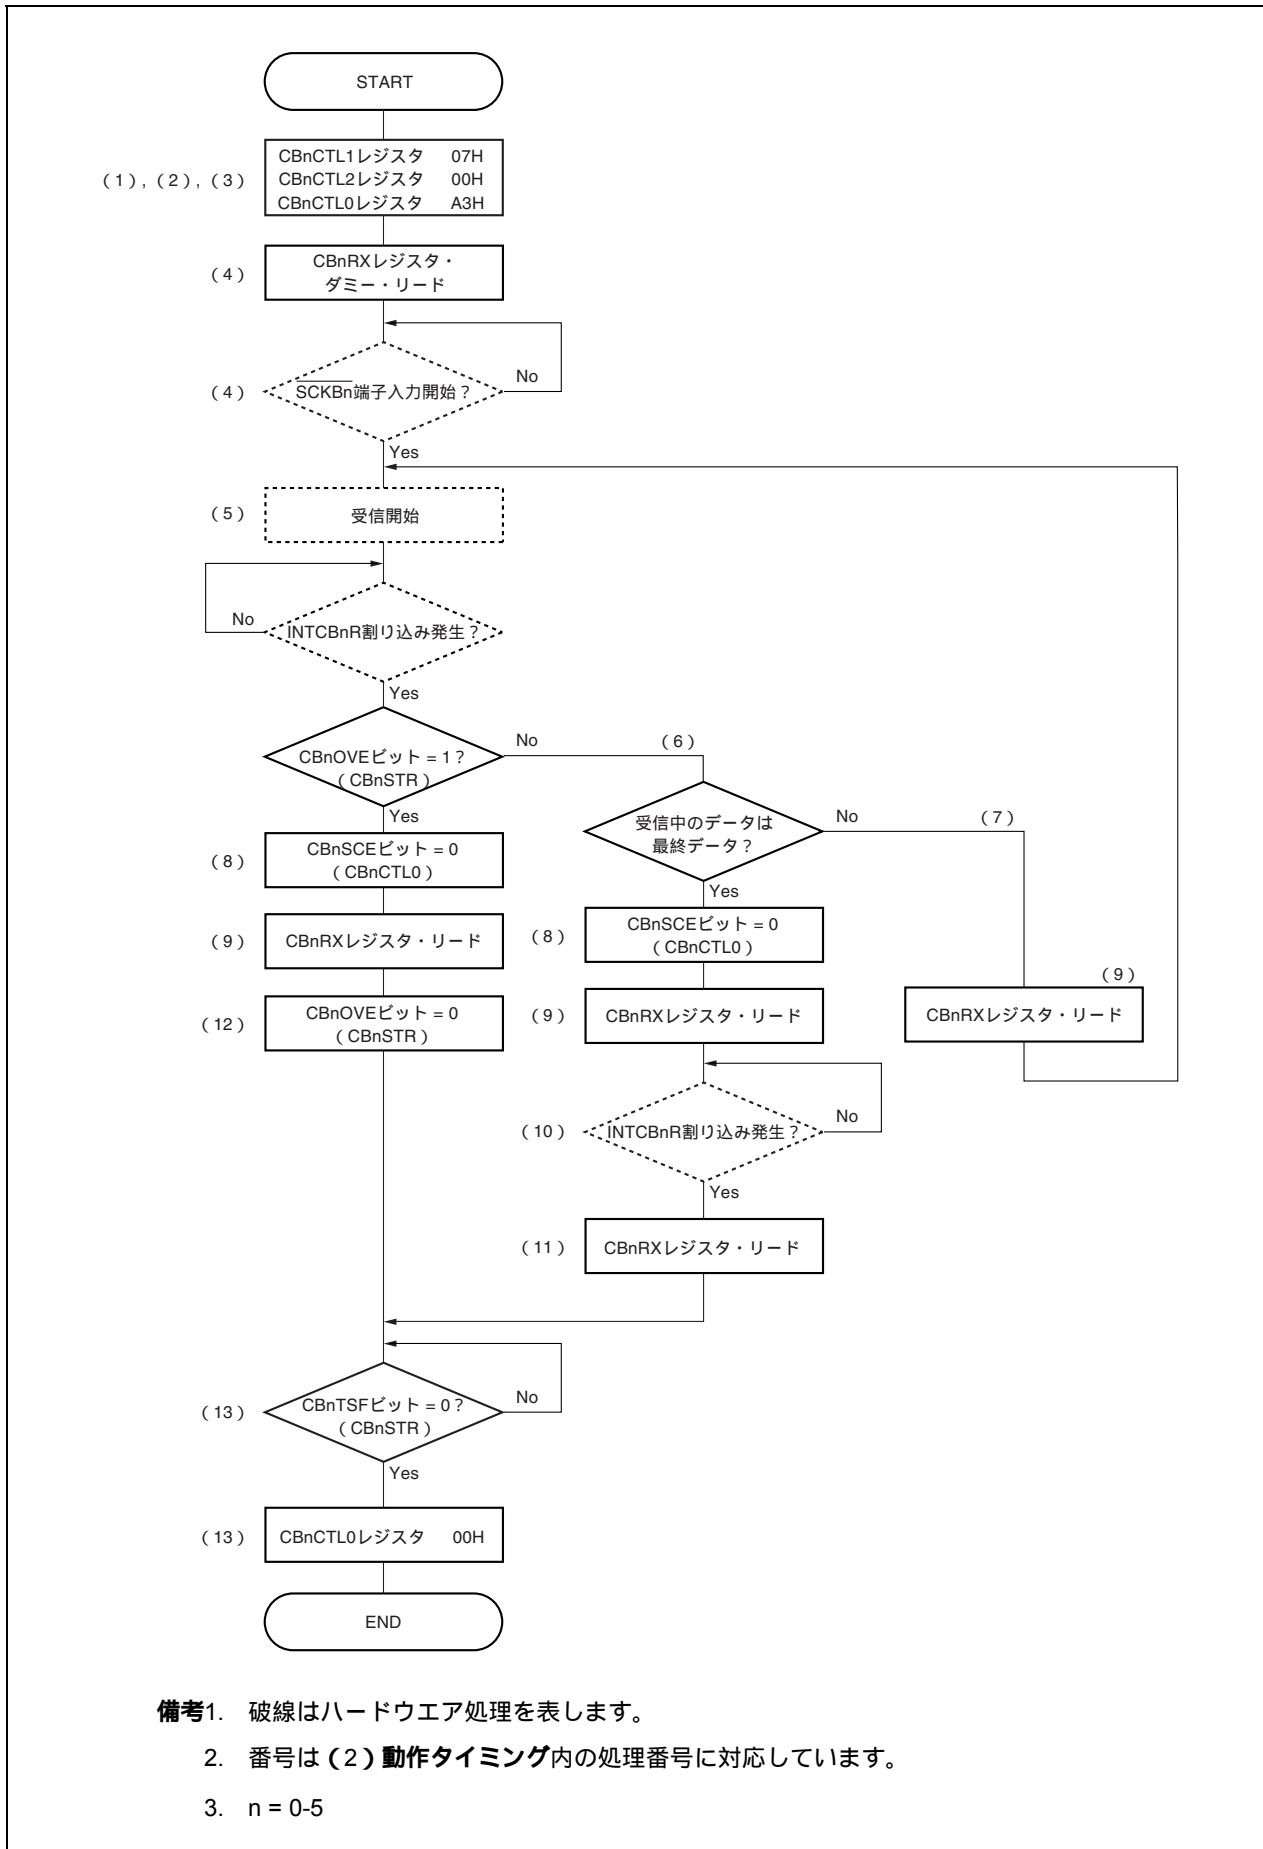 START
(1), (2), (3)
CBnCTL1レジスタ 07H
CBnCTL2レジスタ 00H
CBnCTL0レジスタ A3H
(4)
CBnRXレジスタ・
ダミー・リード
(4)
SCKBn端子入力開始?
No
Yes
(5)
受信開始
No
INTCBnR割り込み発生?
Yes
CBnOVEビット = 1?
(CBnSTR)
No
(6)
Yes
受信中のデータは
最終データ?
No
(7)
Yes
(8)
CBnSCEビット = 0
(CBnCTL0)
(9)
CBnRXレジスタ・リード
(12)
CBnOVEビット = 0
(CBnSTR)
(8)
CBnSCEビット = 0
(CBnCTL0)
(9)
CBnRXレジスタ・リード
(9)
CBnRXレジスタ・リード
(10)
INTCBnR割り込み発生?
No
Yes
(11)
CBnRXレジスタ・リード
(13)
CBnTSFビット = 0?
(CBnSTR)
No
Yes
(13)
CBnCTL0レジスタ 00H
END
備考1. 破線はハードウエア処理を表します。
2. 番号は(2)動作タイミング内の処理番号に対応しています。
3. n = 0-5